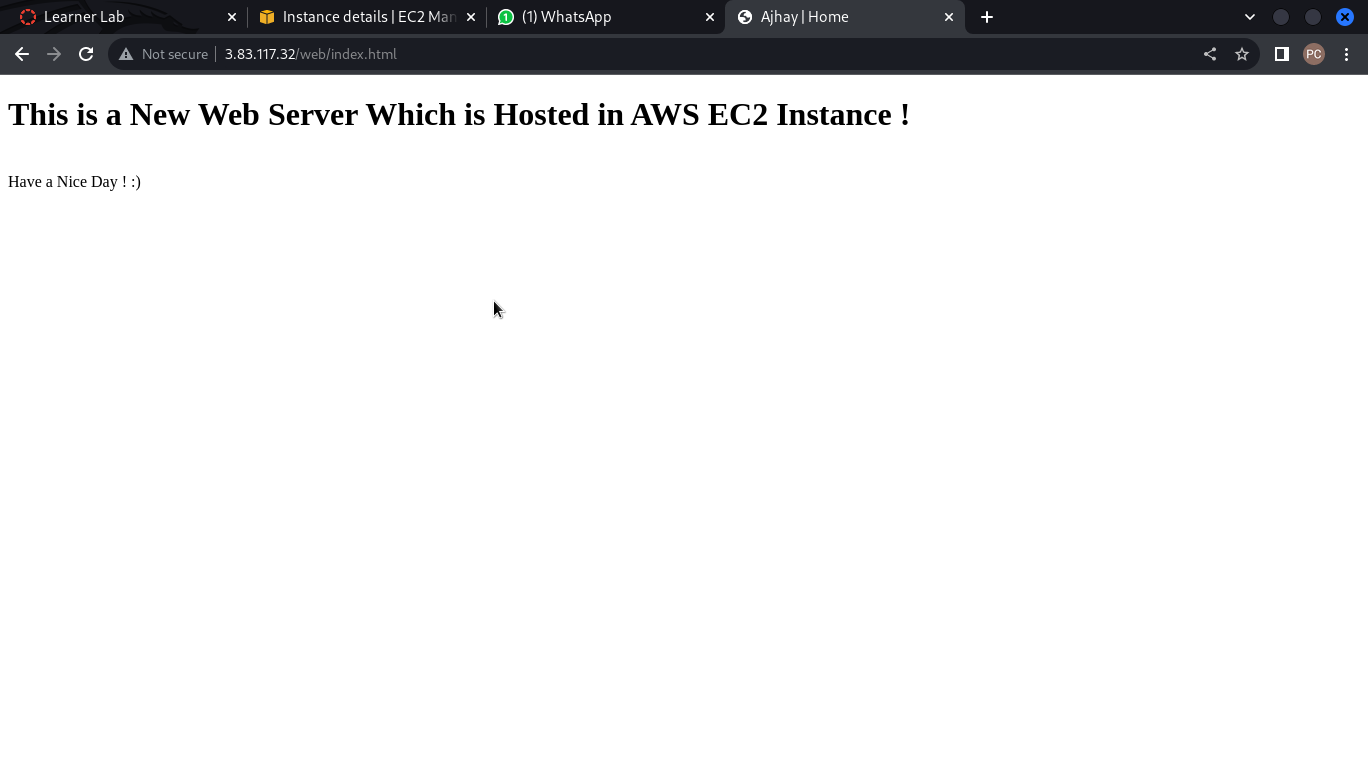 Learner Lab
Instance details | EC2 Man
1
(1) WhatsApp
Ajhay | Home
Not secure
3.83.117.32/web/index.html
PC
This is a New Web Server Which is Hosted in AWS EC2 Instance !
Have a Nice Day ! :)